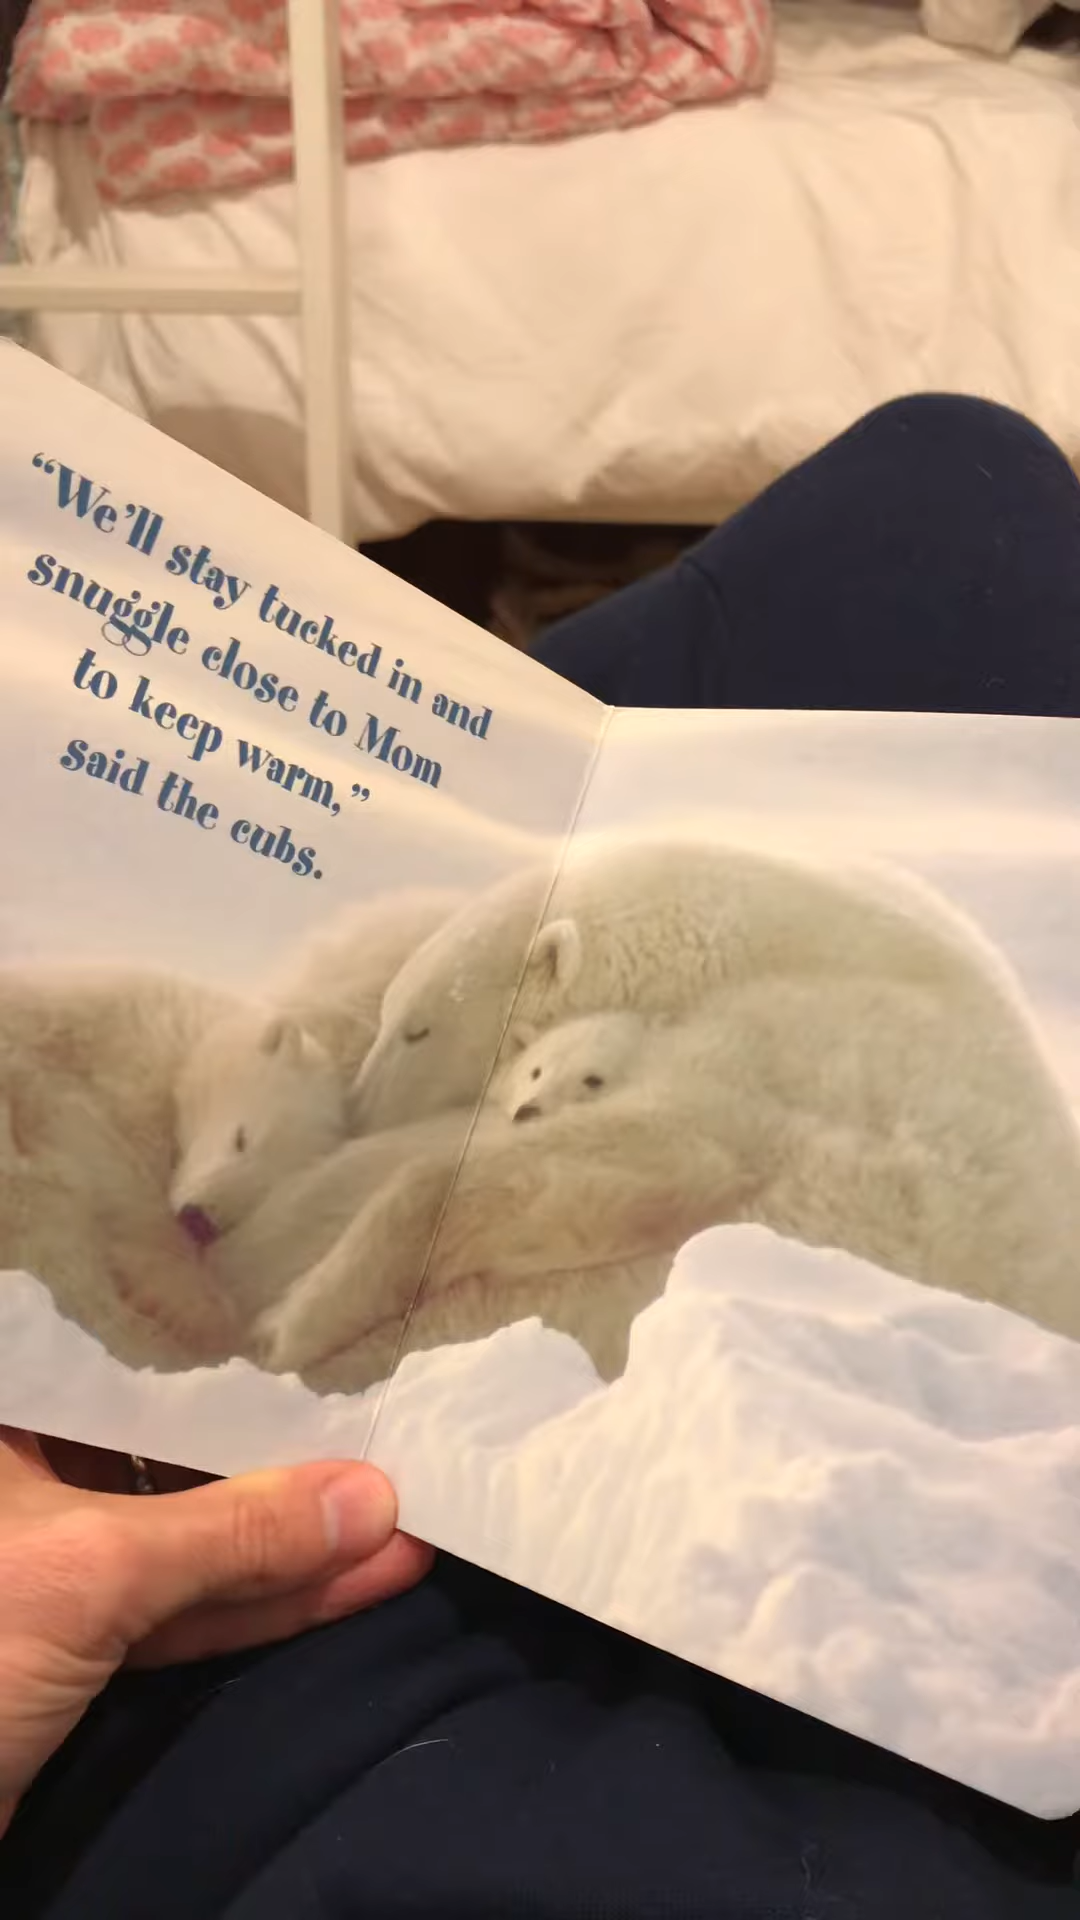 “We’ll stay tucked in and
snuggle close to Mom
to keep warm,”
said the cubs.